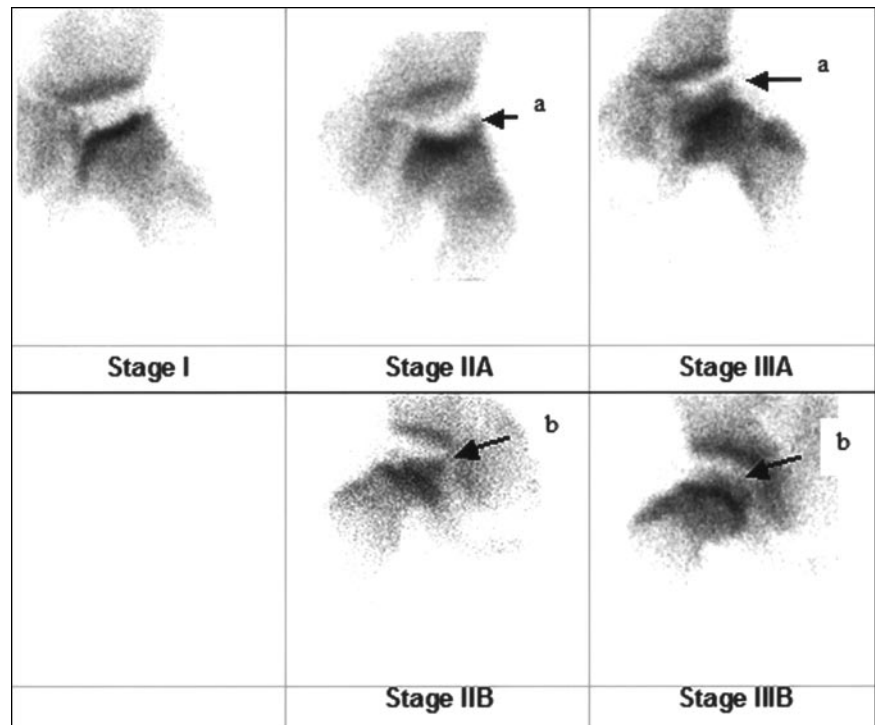 a
a
Stage I
Stage IIA
Stage IIIA
b
b
Stage IIB
Stage IIIB